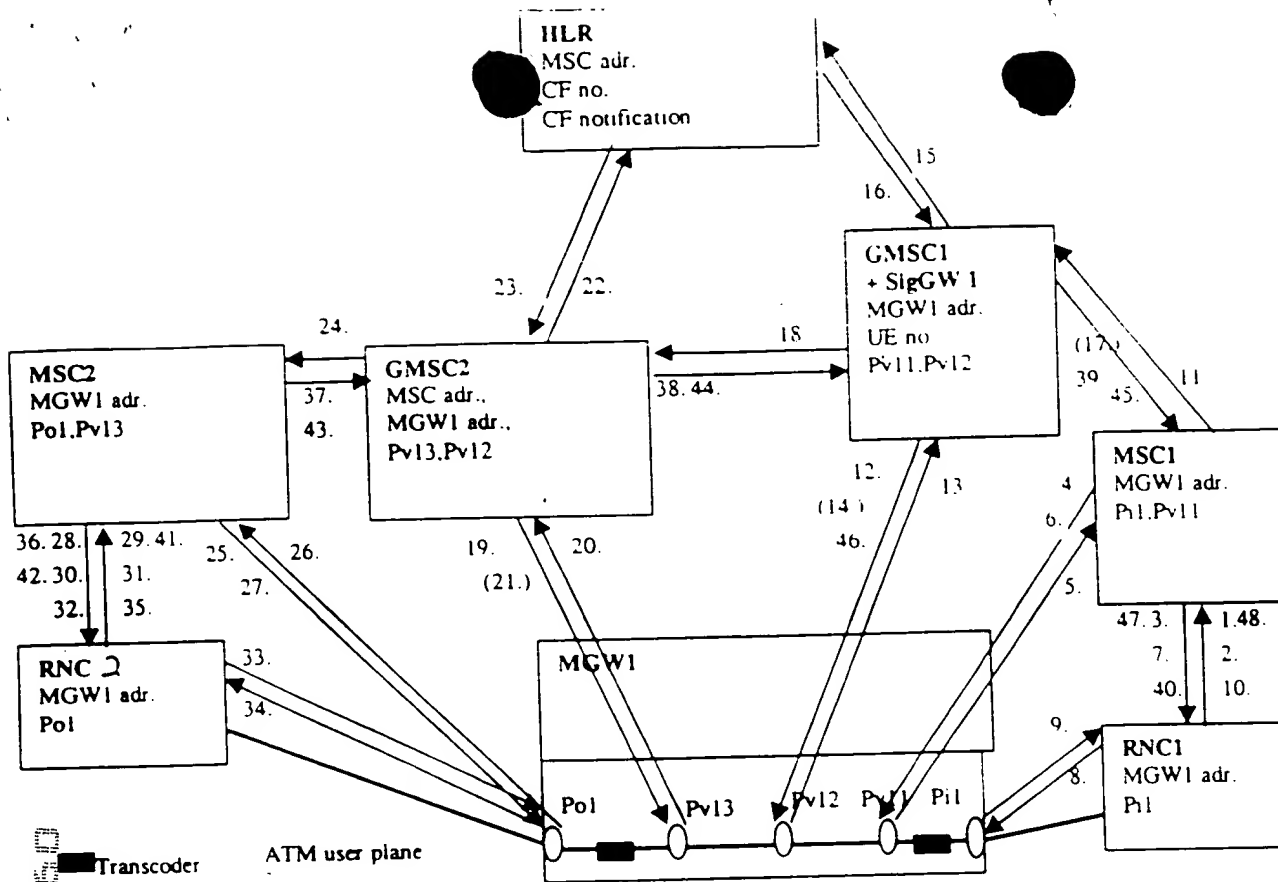 HLR
MSC adr.
CF no.
CF notification
15
16.
GMSC1
+ SigGW 1
MGW1 adr.
UE no
Pv11.Pv12
23.
22.
24.
18
(17.)
39
45.
11
MSC2
MGW1 adr.
Po1.Pv13
37.
43.
GMSC2
MSC adr.,
MGW1 adr.,
Pv13,Pv12
38. 44.
MSC1
MGW1 adr.
Pi1.Pv11
12.
(14.)
46.
13
4
6.
5.
36. 28.
42. 30.
32.
29. 41.
31.
35.
25.
27.
26.
19.
(21.)
20.
47. 3.
7.
40.
1.48.
2.
10.
RNC 2
MGW1 adr.
Po1
33.
34.
MGW1
9.
8.
RNC1
MGW1 adr.
Pi1
Po1
Pv13
Pv12
Pv11
Pi1
Transcoder
ATM user plane